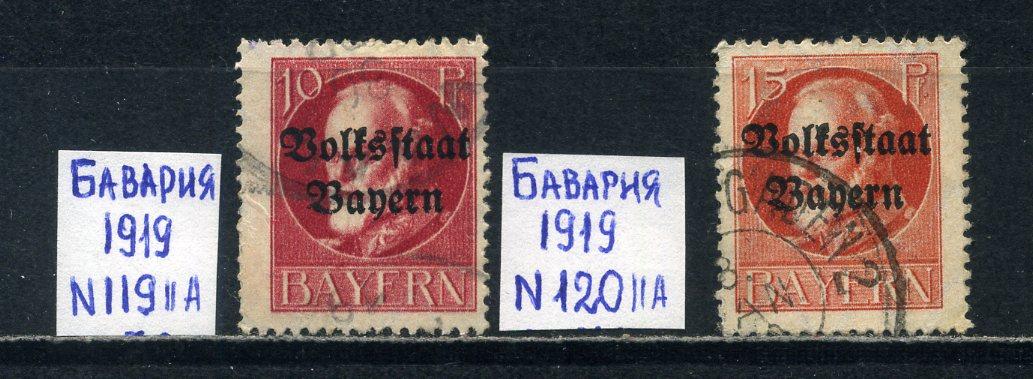 БАВАРИЯ
1919
N119 II A
10 Pf
Volksstaat
Bayern
BAYERN
БАВАРИЯ
1919
N120 II A
15 Pf
Volksstaat
Bayern
BAYERN